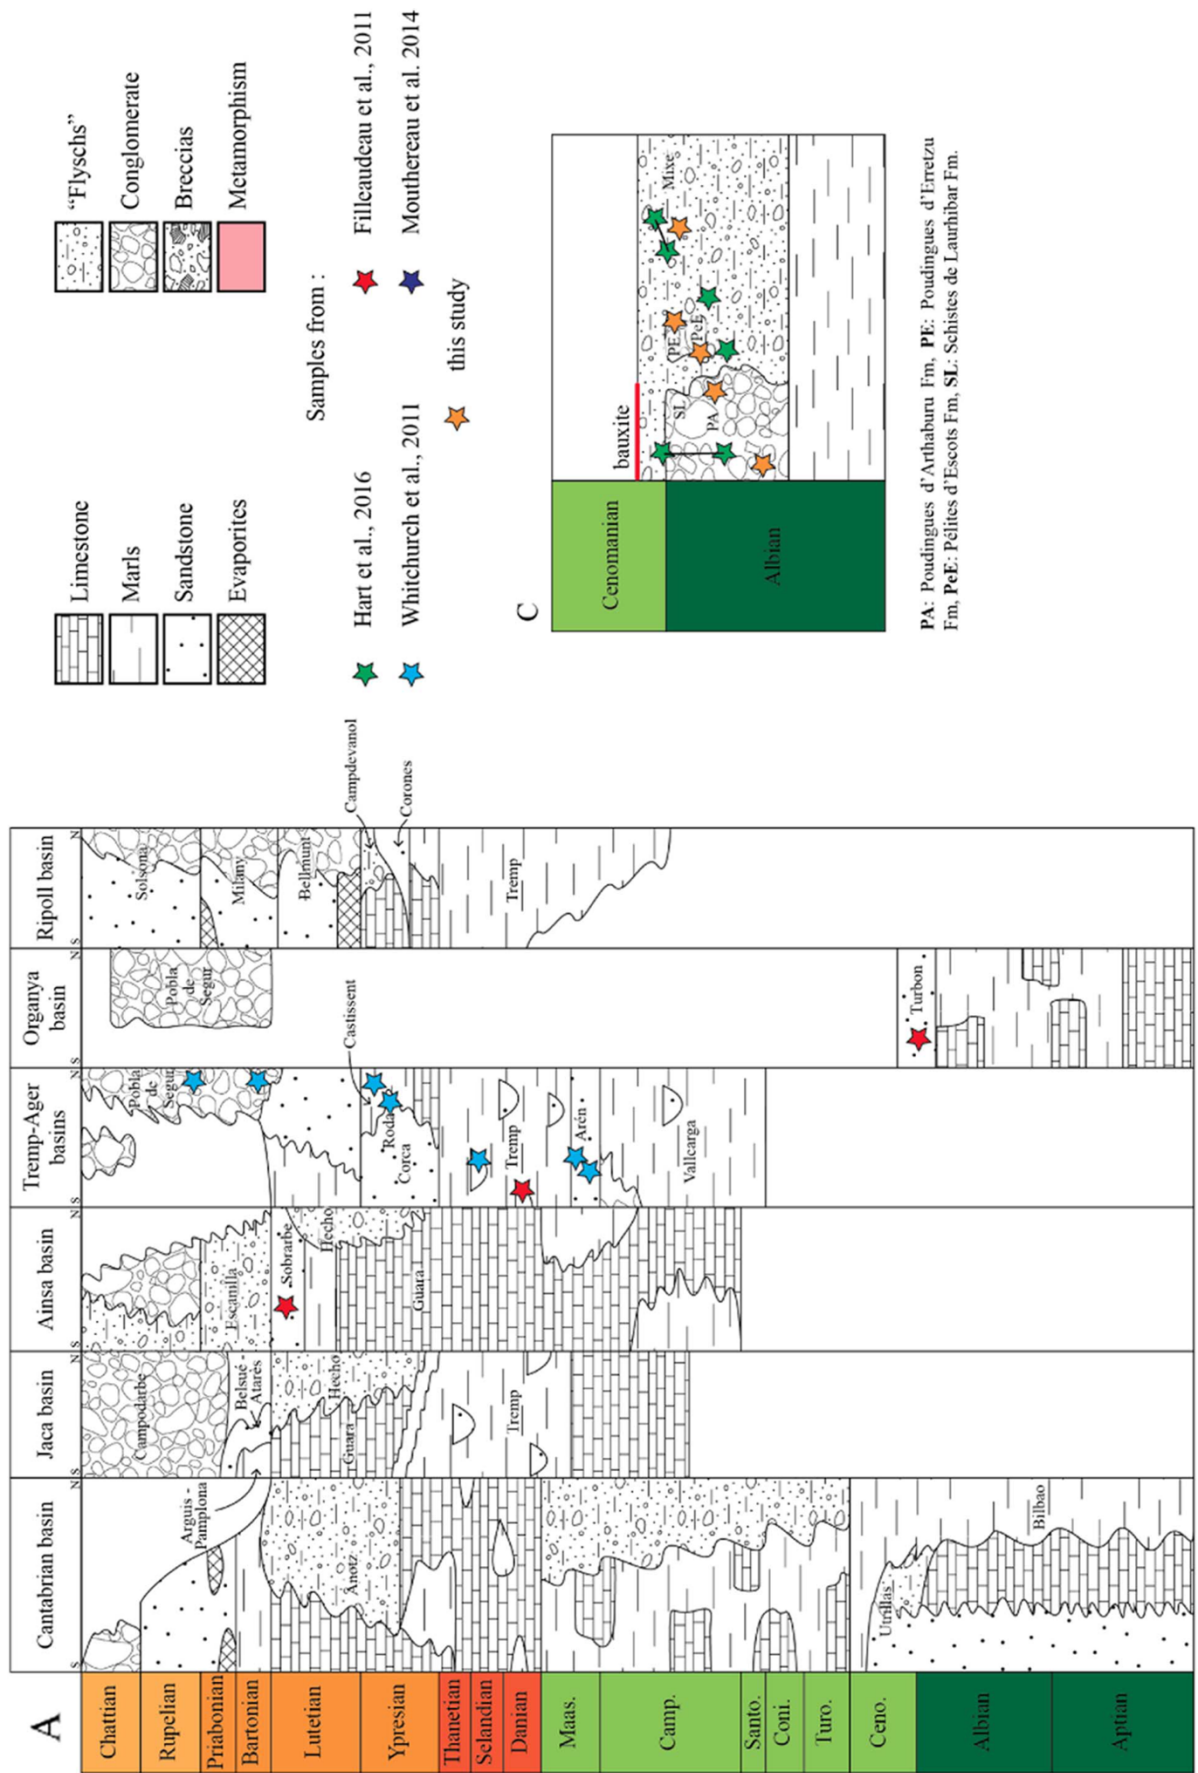 A
Cantabrian basin
Jaca basin
Ainsa basin
Tremp-Ager
basins
Organya
basin
Ripoll basin
S N
S N
S N
S N
S N
S N
Chattian
Rupelian
Priabonian
Bartonian
Lutetian
Ypresian
Thanetian
Selandian
Danian
Maas.
Camp.
Santo.
Coni.
Turo.
Ceno.
Albian
Aptian
Arguis -
Pamplona
Anotz
Utrillas
Bilbao
Campodarbe
Belsué -
Atarés
Hecho
Guara
Tremp
Escanilla
Sobrarbe
Hecho
Guara
Pobla
de
Segur
Castissent
Roda
Corça
Tremp
Arén
Vallcarga
Pobla
de
Segur
Turbon
Solsona
Milany
Bellmunt
Campdevanol
Corones
Tremp
Limestone
Marls
Sandstone
Evaporites
“Flyschs”
Conglomerate
Breccias
Metamorphism
Samples from :
Hart et al., 2016
Filleaudeau et al., 2011
Whitchurch et al., 2011
Mouthereau et al. 2014
this study
C
Cenomanian
Albian
bauxite
SL
PA
PE
PeE
Mixe
PA: Poudingues d’Arthaburu Fm, PE: Poudingues d’Erretzu
Fm, PeE: Pélites d’Escots Fm, SL: Schistes de Laurhibar Fm.